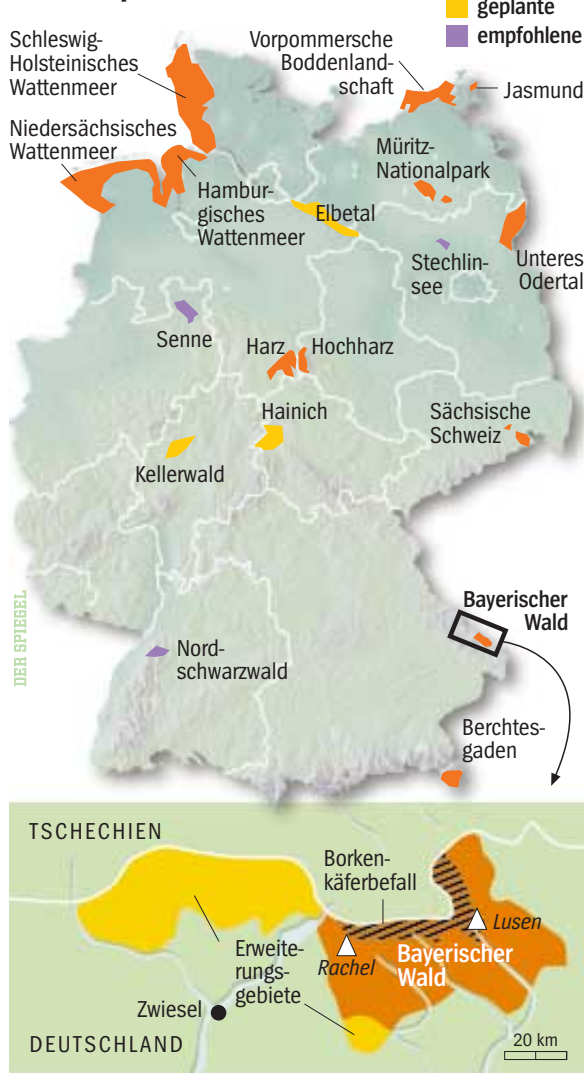 geplante
empfohlene
Schleswig-
Holsteinisches
Wattenmeer
Vorpommersche
Boddenland-
schaft
Jasmund
Niedersächsisches
Wattenmeer
Müritz-
Nationalpark
Hambur-
gisches
Wattenmeer
Elbetal
Unteres
Odertal
Stechlin-
see
Senne
Harz
Hochharz
Hainich
Sächsische
Schweiz
Kellerwald
DER SPIEGEL
Bayerischer
Wald
Nord-
schwarzwald
Berchtes-
gaden
TSCHECHIEN
Borken-
käferbefall
Lusen
Rachel
Bayerischer
Wald
Erweite-
rungs-
gebiete
Zwiesel
DEUTSCHLAND
20 km